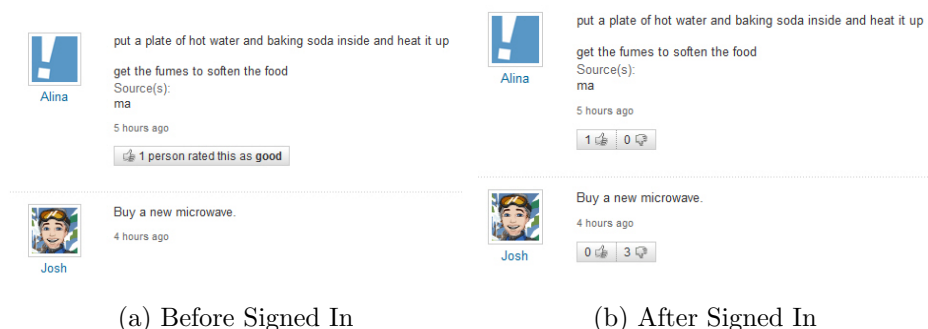 put a plate of hot water and baking soda inside and heat it up
get the fumes to soften the food
Source(s):
ma
Alina
5 hours ago
1 person rated this as good
Buy a new microwave.
4 hours ago
Josh
(a) Before Signed In
put a plate of hot water and baking soda inside and heat it up
get the fumes to soften the food
Source(s):
ma
Alina
5 hours ago
1 0
Buy a new microwave.
4 hours ago
0 3
Josh
(b) After Signed In